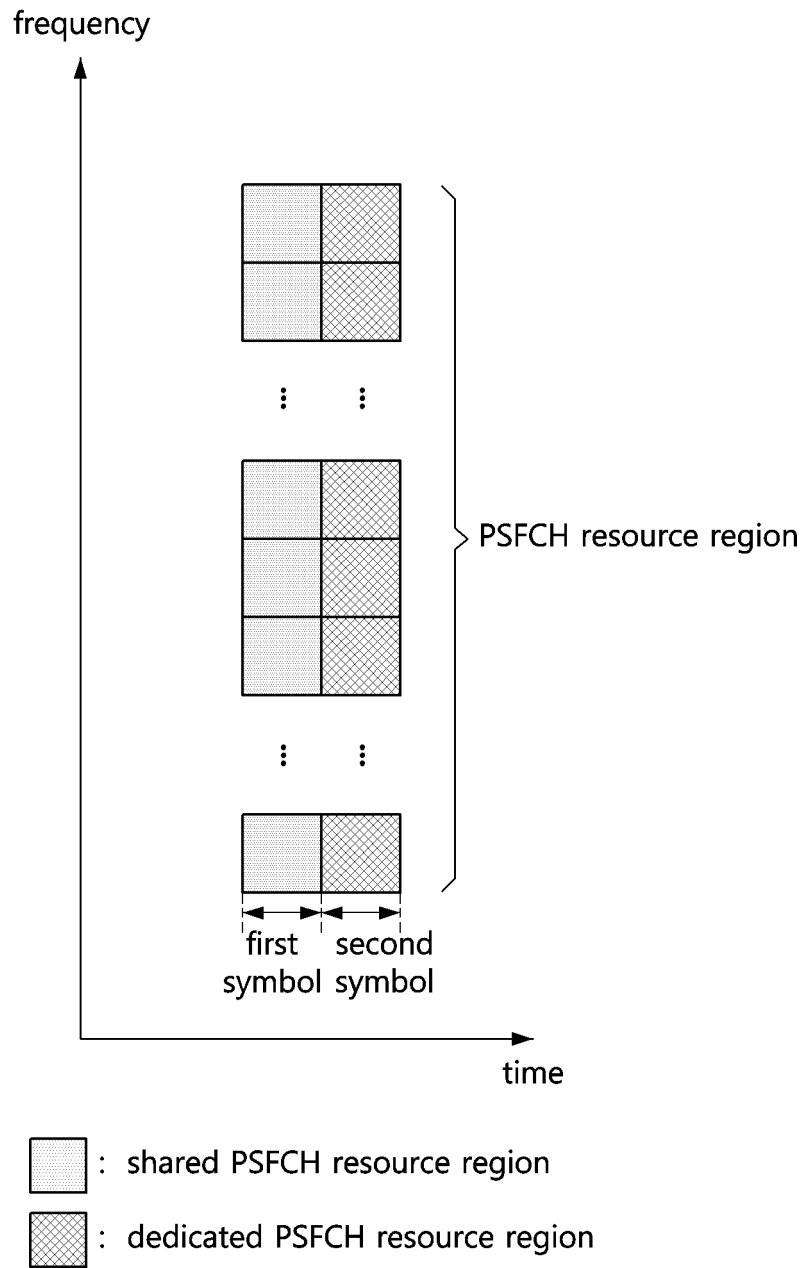 frequency
PSFCH resource region
first second
symbol symbol
time
: shared PSFCH resource region
: dedicated PSFCH resource region